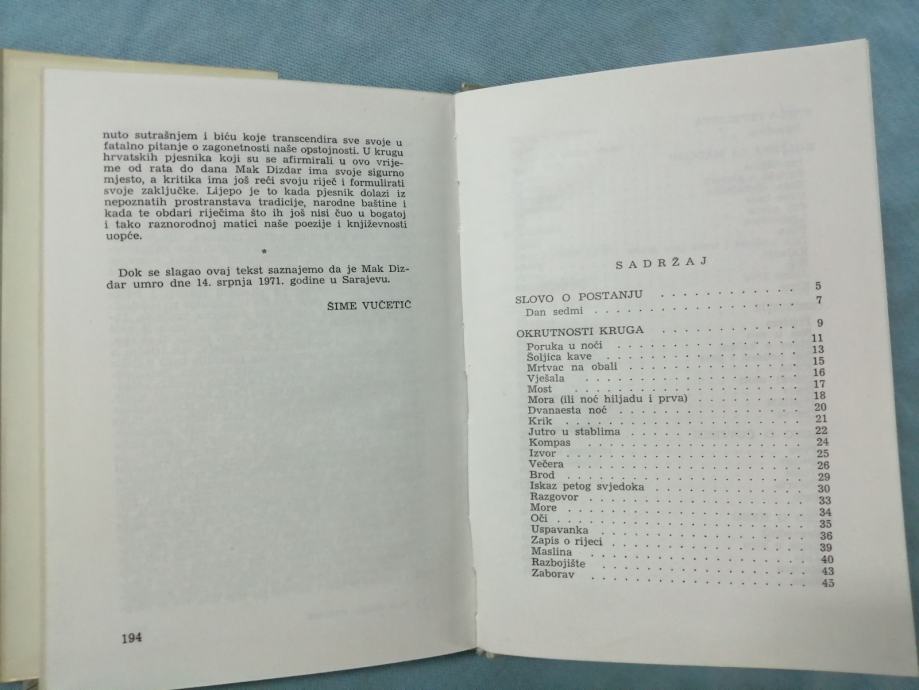 nuto sutrašnjem i biću koje transcendira sve svoje u
fatalno pitanje o zagonetnosti naše opstojnosti. U krugu
hrvatskih pjesnika koji su se afirmirali u ovo vrije-
me od rata do dana Mak Dizdar ima svoje sigurno
mjesto, a kritika ima još reći svoju riječ i formulirati
svoje zaključke. Lijepo je to kada pjesnik dolazi iz
nepoznatih prostranstava tradicije, narodne baštine i
kada te obdari riječima što ih još nisi čuo u bogatoj
i tako raznorodnoj matici naše poezije i književnosti
uopće.
*
Dok se slagao ovaj tekst saznajemo da je Mak Diz-
dar umro dne 14. srpnja 1971. godine u Sarajevu.
ŠIME VUČETIĆ
194
SADRŽAJ
SLOVO O POSTANJU . . . . . . . . . . 5
Dan sedmi . . . . . . . . . . . . . 7
OKRUTNOSTI KRUGA . . . . . . . . . . 9
Poruka u noći . . . . . . . . . . . . 11
Šoljica kave . . . . . . . . . . . . . 13
Mrtvac na obali . . . . . . . . . . . 15
Vješala . . . . . . . . . . . . . . 16
Most . . . . . . . . . . . . . . . 17
Mora (ili noć hiljadu i prva) . . . . . . . 18
Dvanaesta noć . . . . . . . . . . . . 20
Krik . . . . . . . . . . . . . . . 21
Jutro u stablima . . . . . . . . . . . 22
Kompas . . . . . . . . . . . . . . 24
Izvor . . . . . . . . . . . . . . . 25
Večera . . . . . . . . . . . . . . 26
Brod . . . . . . . . . . . . . . . 29
Iskaz petog svjedoka . . . . . . . . . . 30
Razgovor . . . . . . . . . . . . . . 33
More . . . . . . . . . . . . . . . 34
Oči . . . . . . . . . . . . . . . . 35
Uspavanka . . . . . . . . . . . . . 36
Zapis o rijeci . . . . . . . . . . . . 39
Maslina . . . . . . . . . . . . . . 40
Razbojište . . . . . . . . . . . . . 43
Zaborav . . . . . . . . . . . . . . 45